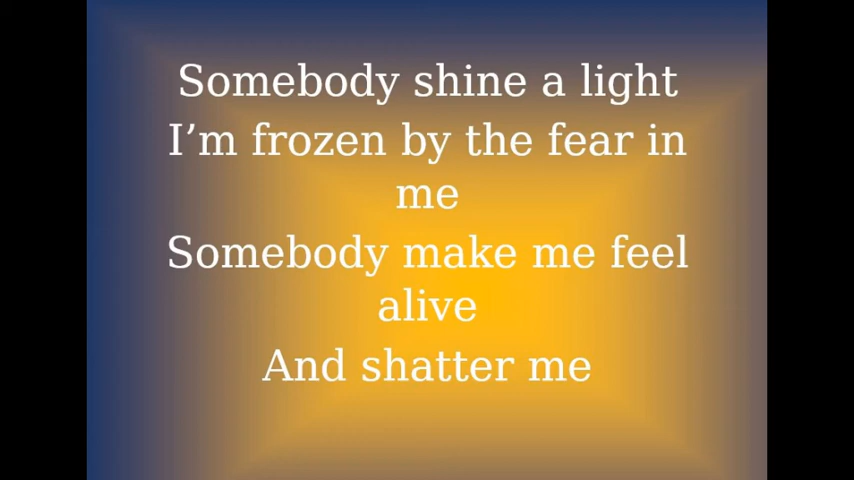 Somebody shine a light
I’m frozen by the fear in
me
Somebody make me feel
alive
And shatter me